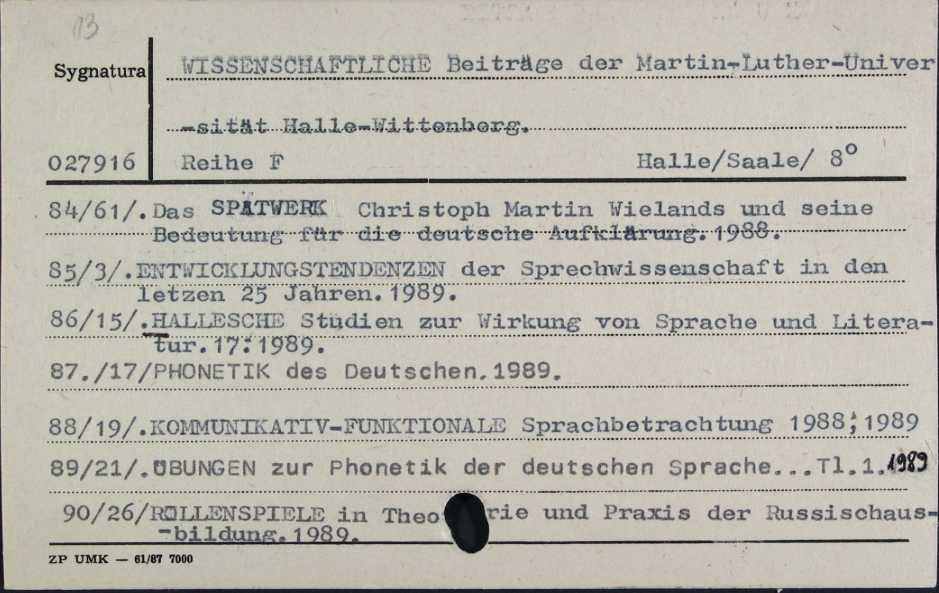 13
Sygnatura WISSENSCHAFTLICHE Beiträge der Martin-Luther-Univer
-sität Halle-Wittenberg.
027916 Reihe F Halle/Saale/ 8°
84/61/.Das SPÄTWERK Christoph Martin Wielands und seine
Bedeutung für die deutsche Aufklärung.1988.
85/3/.ENTWICKLUNGSTENDENZEN der Sprechwissenschaft in den
letzen 25 Jahren.1989.
86/15/.HALLESCHE Studien zur Wirkung von Sprache und Litera-
tur.17:1989.
87./17/PHONETIK des Deutschen.1989.
88/19/.KOMMUNIKATIV-FUNKTIONALE Sprachbetrachtung 1988;1989
89/21/.ÜBUNGEN zur Phonetik der deutschen Sprache...Tl.1.1989
90/26/ROLLENSPIELE in Theo rie und Praxis der Russischaus-
-bildung.1989.
ZP UMK — 61/87 7000